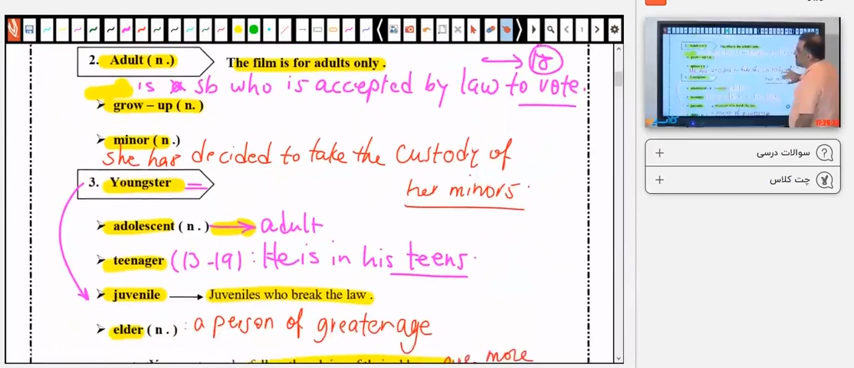 2. Adult (n.)
The film is for adults only.
18
is sb who is accepted by law to vote.
➢ grow – up (n.)
➢ minor (n.)
She has decided to take the custody of
her minors.
3. Youngster
➢ adolescent (n.) → adult
➢ teenager (13-19): He is in his teens.
➢ juvenile → Juveniles who break the law.
➢ elder (n.): a person of greater age
one more
سوالات درسی
چت کلاس